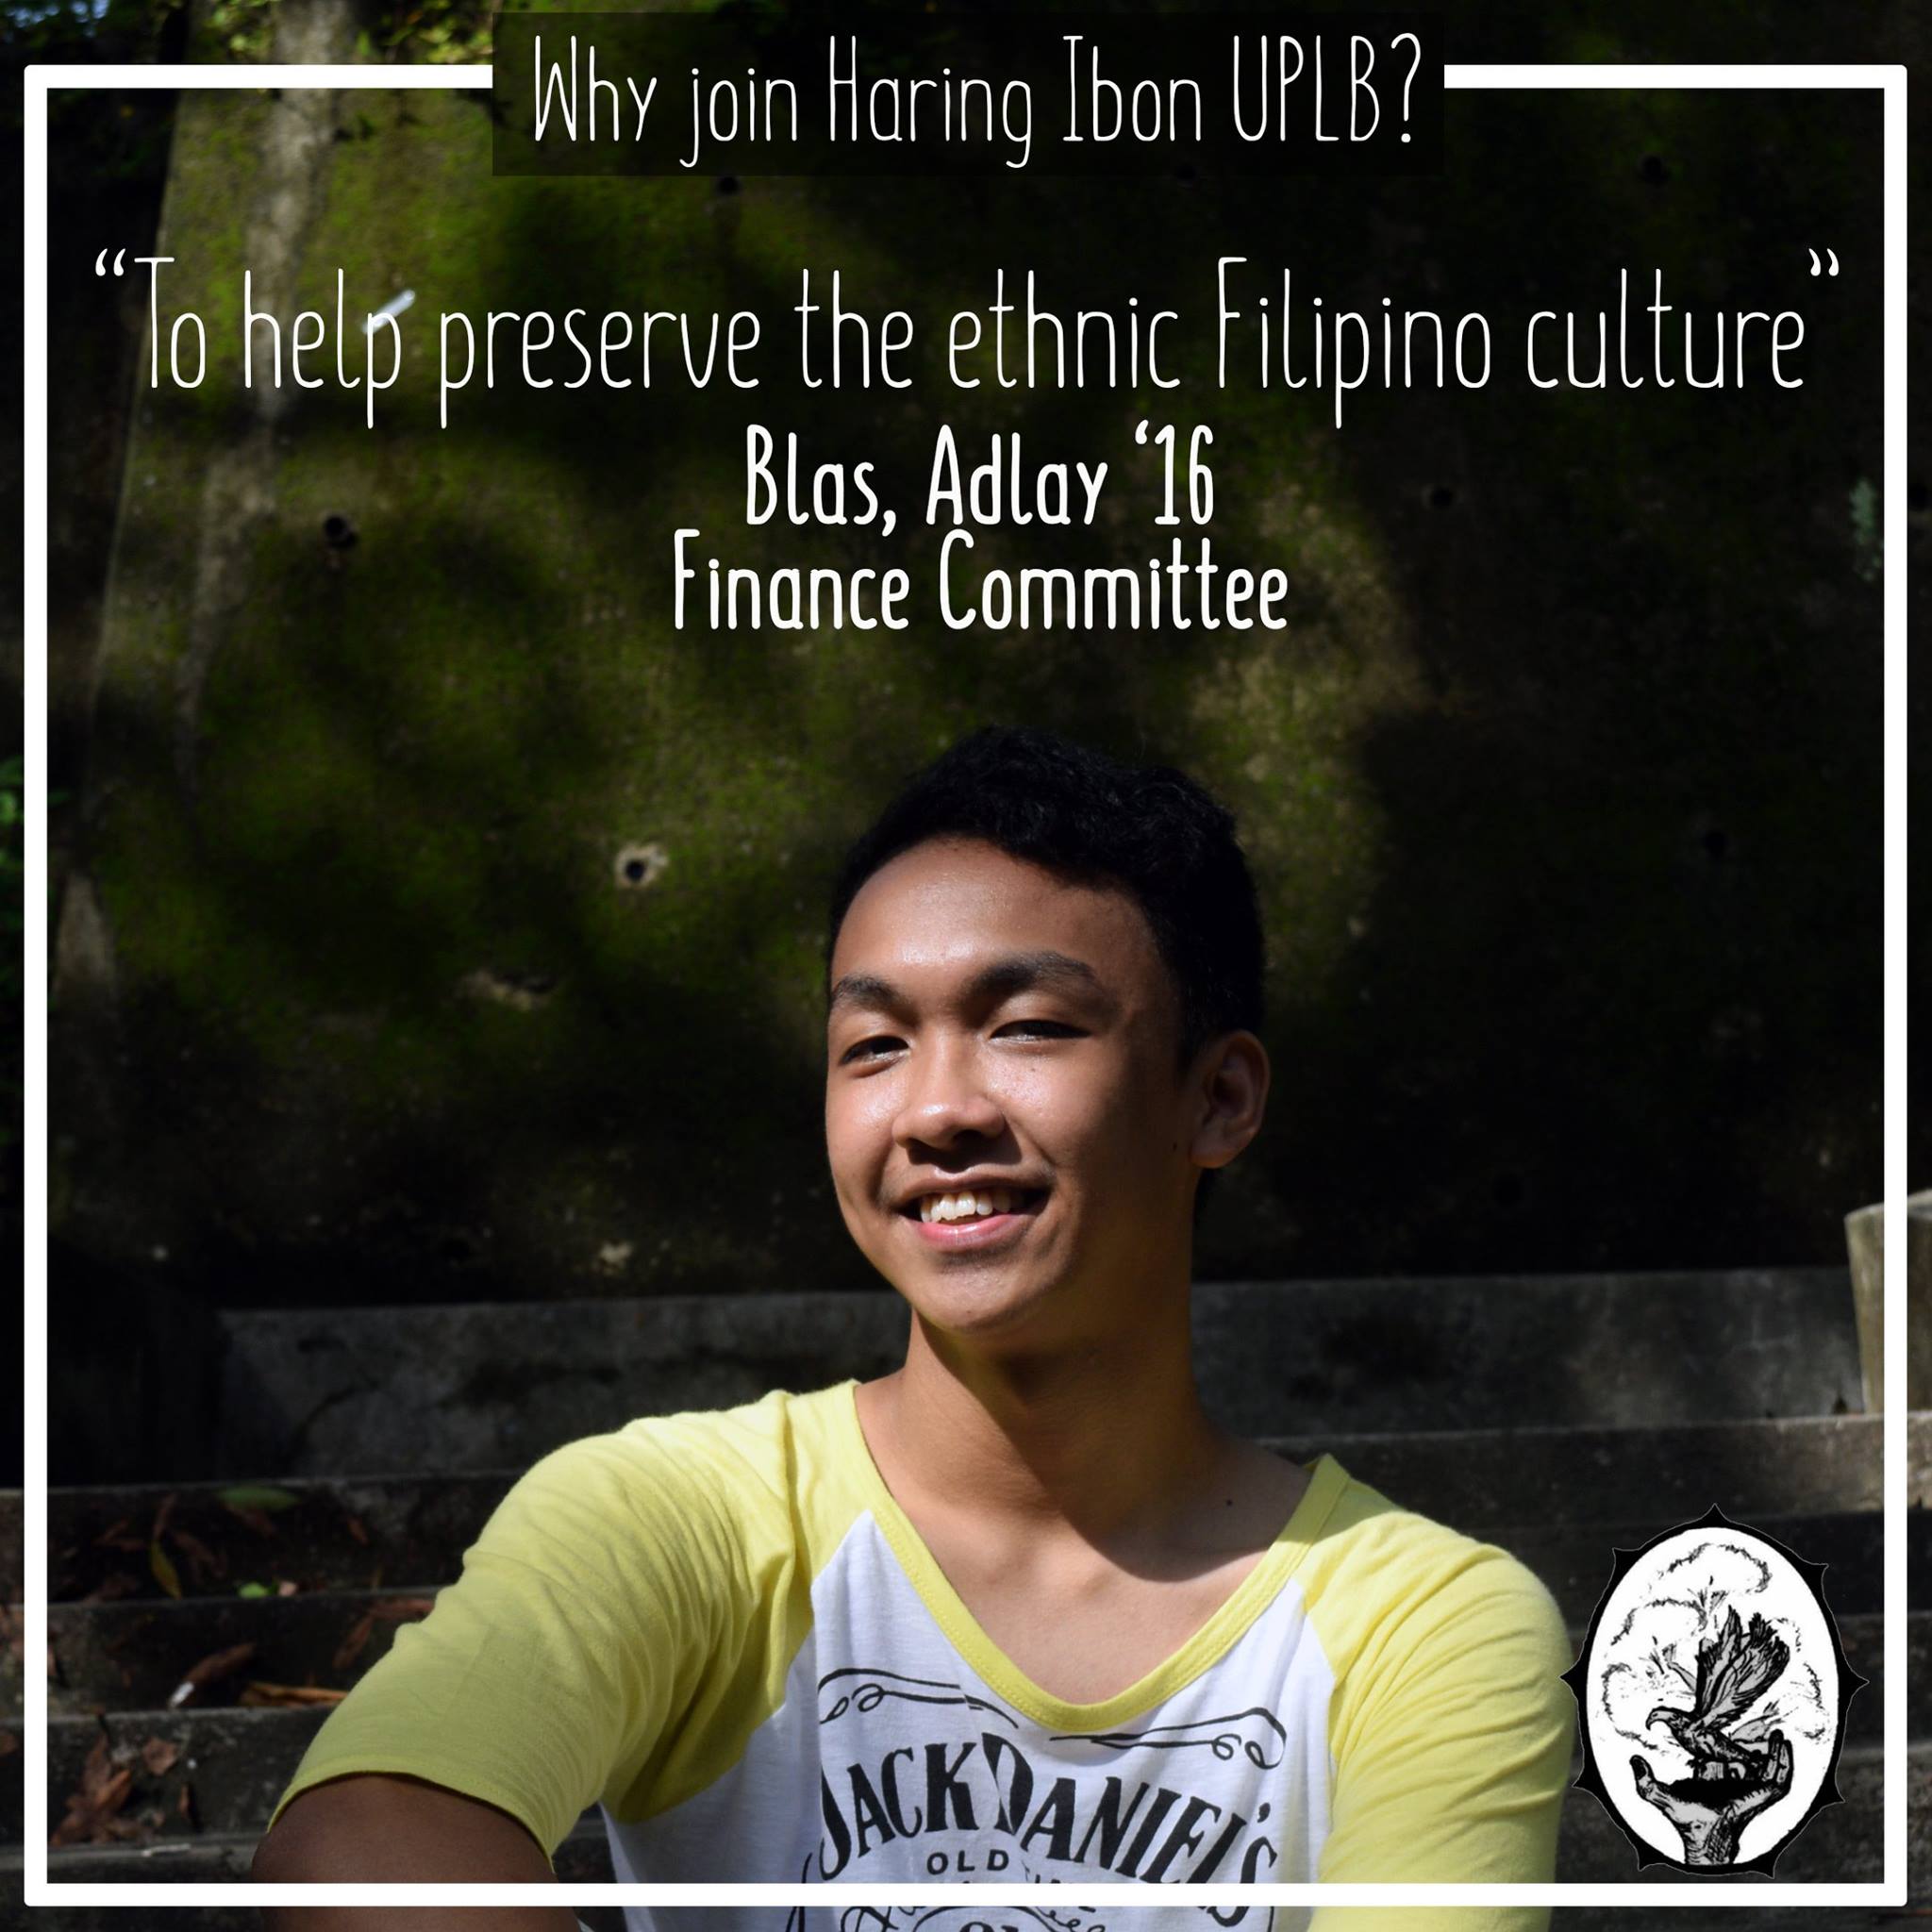 Why join Haring Ibon UPLB?
“To help preserve the ethnic Filipino culture”
Blas, Adlay ‘16
Finance Committee
JACK DANIEL'S
OLD